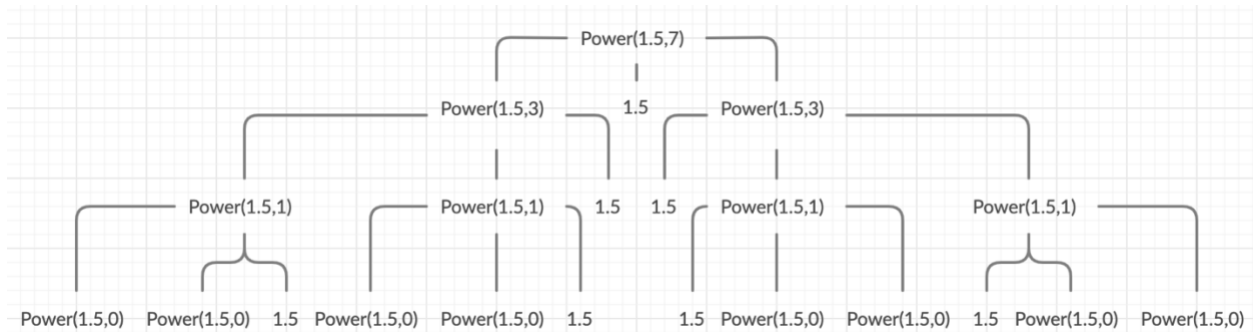 Power(1.5,7)
Power(1.5,3) 1.5 Power(1.5,3)
Power(1.5,1) Power(1.5,1) 1.5 1.5 Power(1.5,1) Power(1.5,1)
Power(1.5,0) Power(1.5,0) 1.5 Power(1.5,0) Power(1.5,0) 1.5 1.5 Power(1.5,0) Power(1.5,0) 1.5 Power(1.5,0) Power(1.5,0)